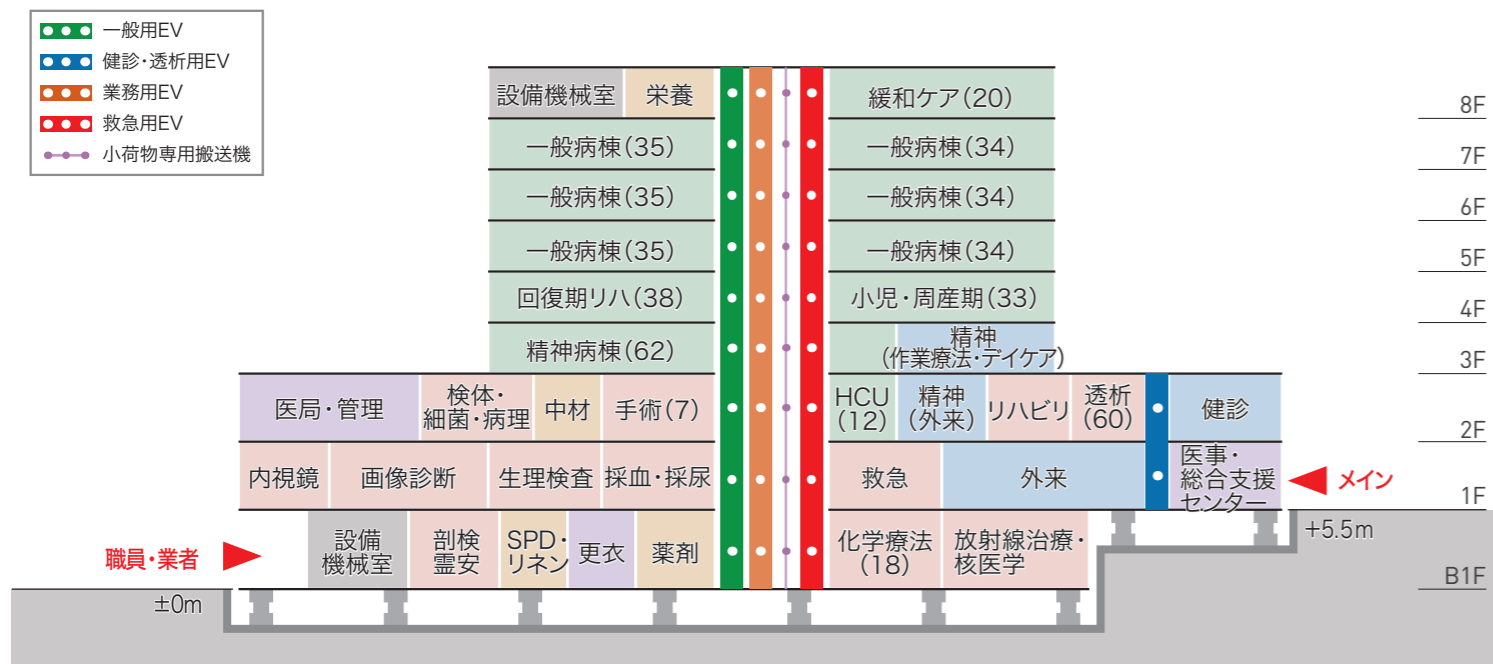 一般用EV
健診・透析用EV
業務用EV
救急用EV
小荷物専用搬送機
設備機械室
栄養
緩和ケア(20)
8F
一般病棟(35)
一般病棟(34)
7F
一般病棟(35)
一般病棟(34)
6F
一般病棟(35)
一般病棟(34)
5F
回復期リハ(38)
小児・周産期(33)
4F
精神病棟(62)
精神
(作業療法・デイケア)
3F
医局・管理
検体・
細菌・病理
中材
手術(7)
HCU
(12)
精神
(外来)
リハビリ
透析
(60)
健診
2F
内視鏡
画像診断
生理検査
採血・採尿
救急
外来
医事・
総合支援
センター
メイン
1F
職員・業者
設備
機械室
剖検
霊安
SPD・
リネン
更衣
薬剤
化学療法
(18)
放射線治療・
核医学
+5.5m
B1F
±0m